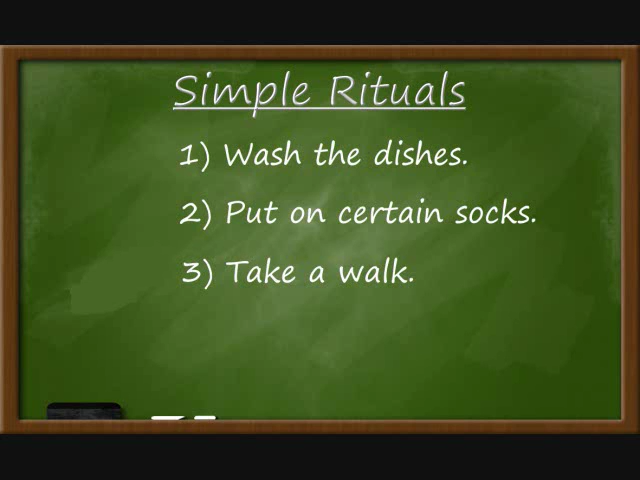 Simple Rituals
1) Wash the dishes.
2) Put on certain socks.
3) Take a walk.